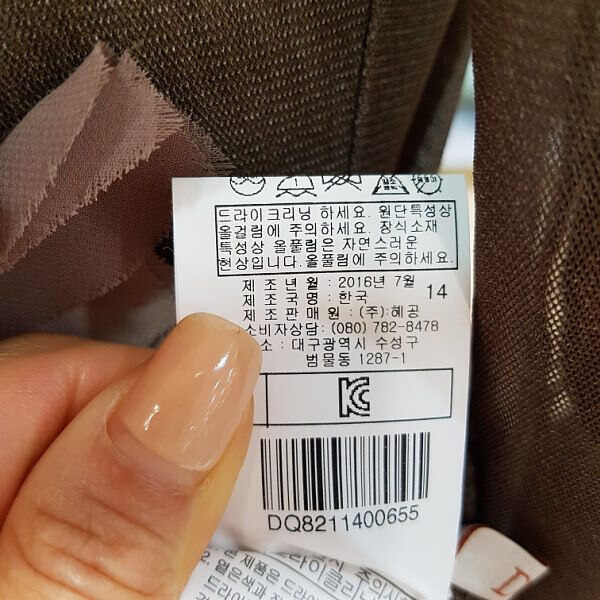 드라이크리닝 하세요. 원단특성상
올걸림에 주의하세요. 장식소재
특성상 올풀림은 자연스러운
현상입니다.올풀림에 주의하세요.
제 조 년 월 : 2016년 7월
제 조 국 명 : 한국 14
제 조 판 매 원 : (주)혜공
소비자상담: (080) 782-8478
소 : 대구광역시 수성구
범물동 1287-1
KC
DQ8211400655